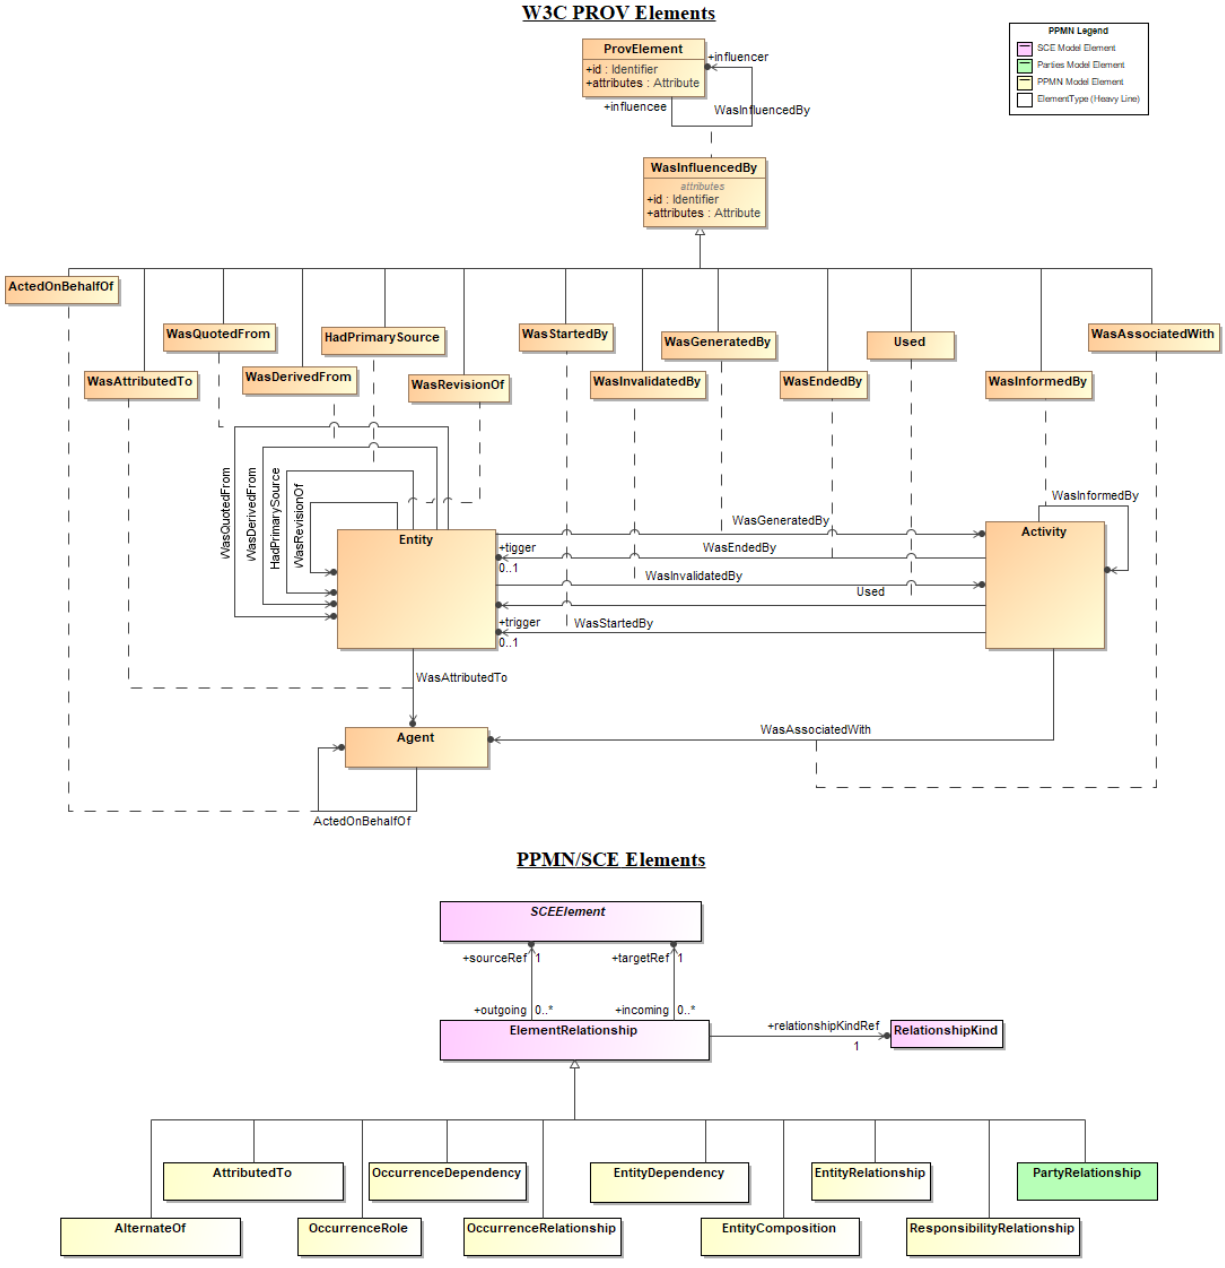 W3C PROV Elements
ProvElement
+id : Identifier
+attributes : Attribute
+influencer
+influencee
WasInfluencedBy
PPMN Legend
SCE Model Element
Parties Model Element
PPMN Model Element
ElementType (Heavy Line)
WasInfluencedBy
attributes
+id : Identifier
+attributes : Attribute
ActedOnBehalfOf
WasQuotedFrom
HadPrimarySource
WasStartedBy
WasGeneratedBy
Used
WasAssociatedWith
WasAttributedTo
WasDerivedFrom
WasRevisionOf
WasInvalidatedBy
WasEndedBy
WasInformedBy
WasQuotedFrom
WasDerivedFrom
HadPrimarySource
WasRevisionOf
WasInformedBy
WasGeneratedBy
Entity
Activity
+tigger
0..1
WasEndedBy
WasInvalidatedBy
Used
+trigger
0..1
WasStartedBy
WasAttributedTo
Agent
WasAssociatedWith
ActedOnBehalfOf
PPMN/SCE Elements
SCEElement
+sourceRef 1
+targetRef 1
+outgoing 0..*
+incoming 0..*
ElementRelationship
+relationshipKindRef
1
RelationshipKind
AttributedTo
OccurrenceDependency
EntityDependency
EntityRelationship
PartyRelationship
AlternateOf
OccurrenceRole
OccurrenceRelationship
EntityComposition
ResponsibilityRelationship